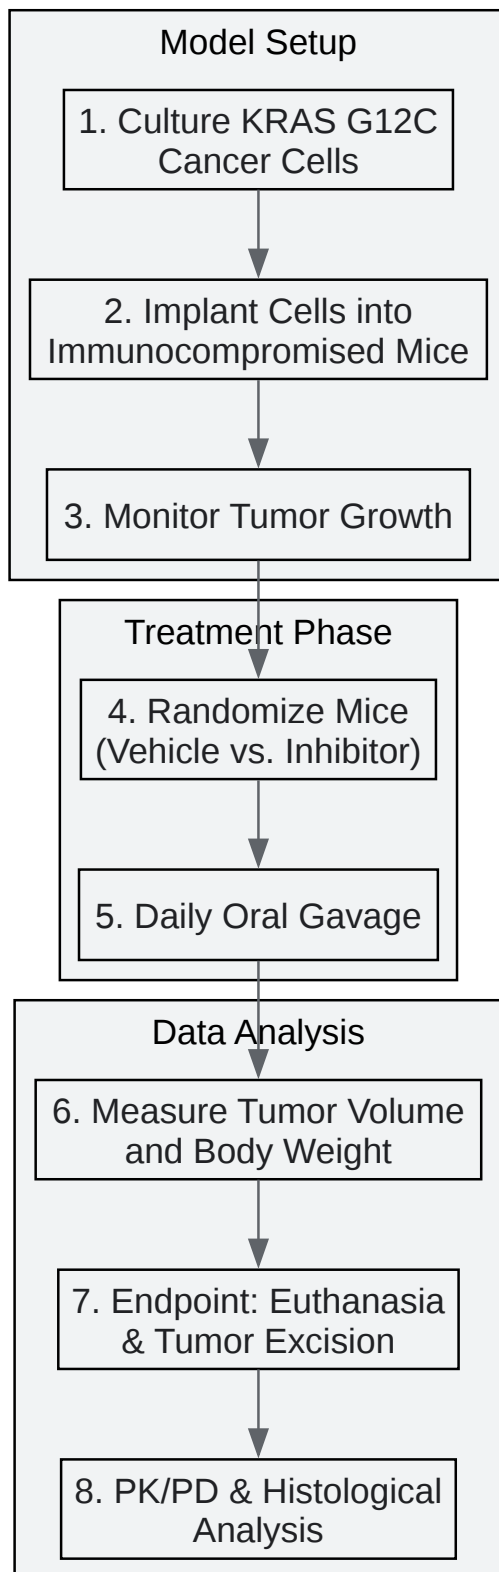 Model Setup
1. Culture KRAS G12C
Cancer Cells
2. Implant Cells into
Immunocompromised Mice
3. Monitor Tumor Growth
Treatment Phase
4. Randomize Mice
(Vehicle vs. Inhibitor)
5. Daily Oral Gavage
Data Analysis
6. Measure Tumor Volume
and Body Weight
7. Endpoint: Euthanasia
& Tumor Excision
8. PK/PD & Histological
Analysis